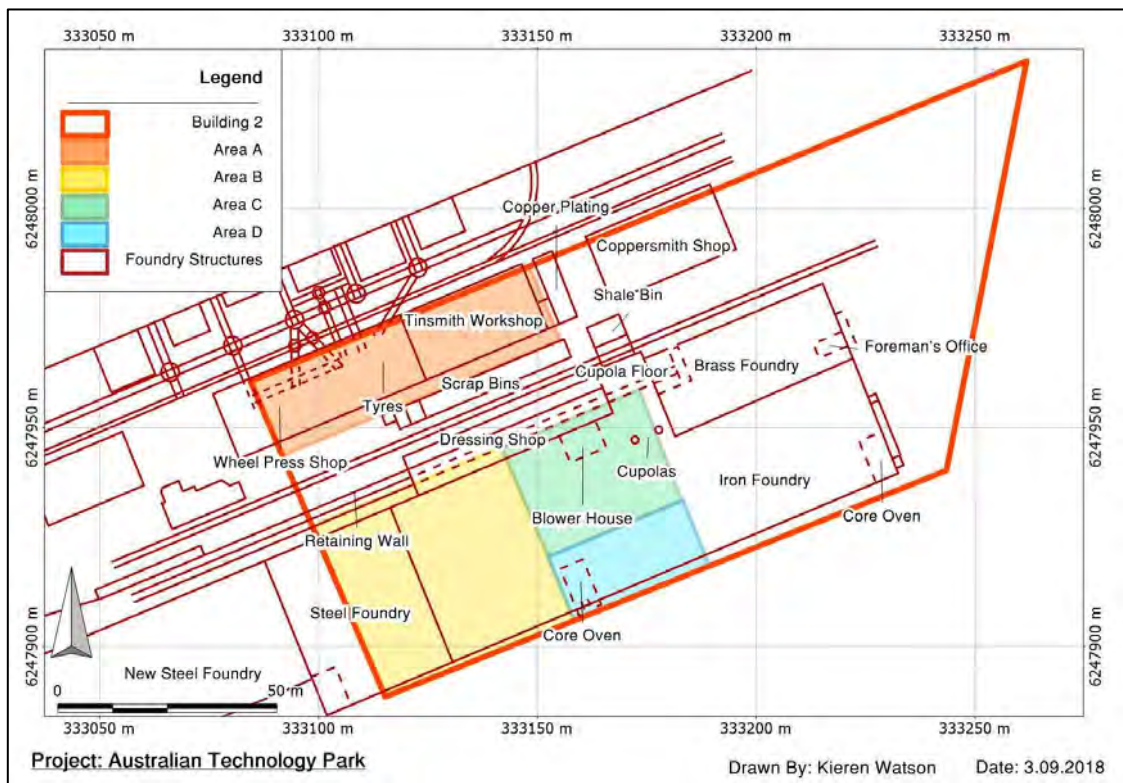 333050 m 333100 m 333150 m 333200 m 333250 m
Legend
Building 2
Area A
Area B
Area C
Area D
Foundry Structures
6248000 m
6248000 m
Copper Plating
Coppersmith Shop
Shale Bin
Tinsmith Workshop
Foreman's Office
Cupola Floor
Brass Foundry
Scrap Bins
Tyres
6247950 m
6247950 m
Dressing Shop
Wheel Press Shop
Cupolas
Iron Foundry
Blower House
Core Oven
Retaining Wall
Steel Foundry
Core Oven
6247900 m
6247900 m
New Steel Foundry
0 50 m
333050 m 333100 m 333150 m 333200 m 333250 m
Project: Australian Technology Park
Drawn By: Kieren Watson Date: 3.09.2018